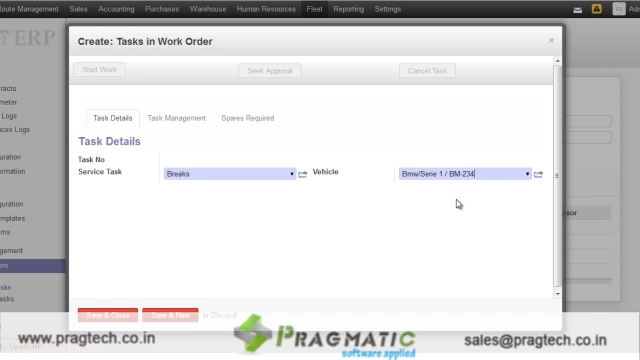 Route Management Sales Accounting Purchases Warehouse Human Resources Fleet Reporting Settings
ERP
Create: Tasks in Work Order ×
Start Work Seek Approval Cancel Task
Task Details Task Management Spares Required
Task Details
Task No
Service Task Breaks Vehicle Bmw/Serie 1 / BM-234
Save & Close Save & New or Discard
Logs
www.pragtech.co.in PRAGMATIC sales@pragtech.co.in
software applied